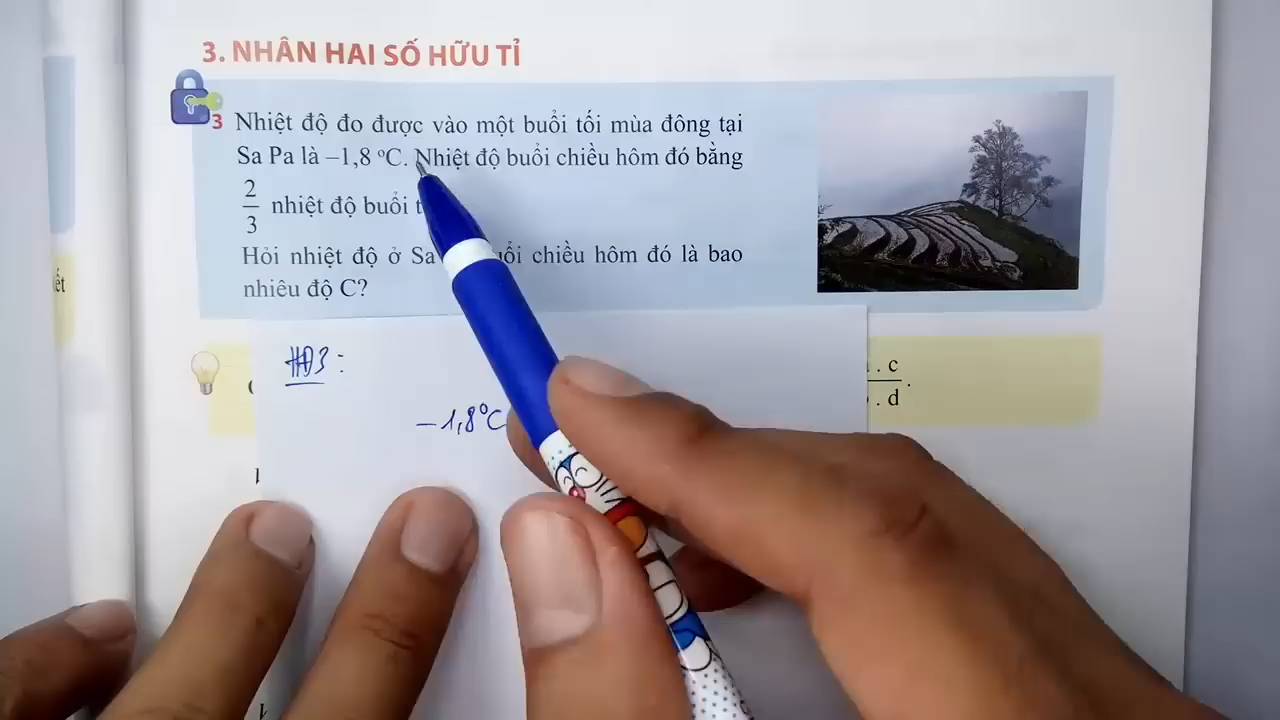 3. NHÂN HAI SỐ HỮU TỈ
3 Nhiệt độ đo được vào một buổi tối mùa đông tại
Sa Pa là –1,8 °C. Nhiệt độ buổi chiều hôm đó bằng
2/3 nhiệt độ buổi
Hỏi nhiệt độ ở Sa chiều hôm đó là bao
nhiêu độ C?
HĐ3:
. c
. d .
–1,8°C
ết